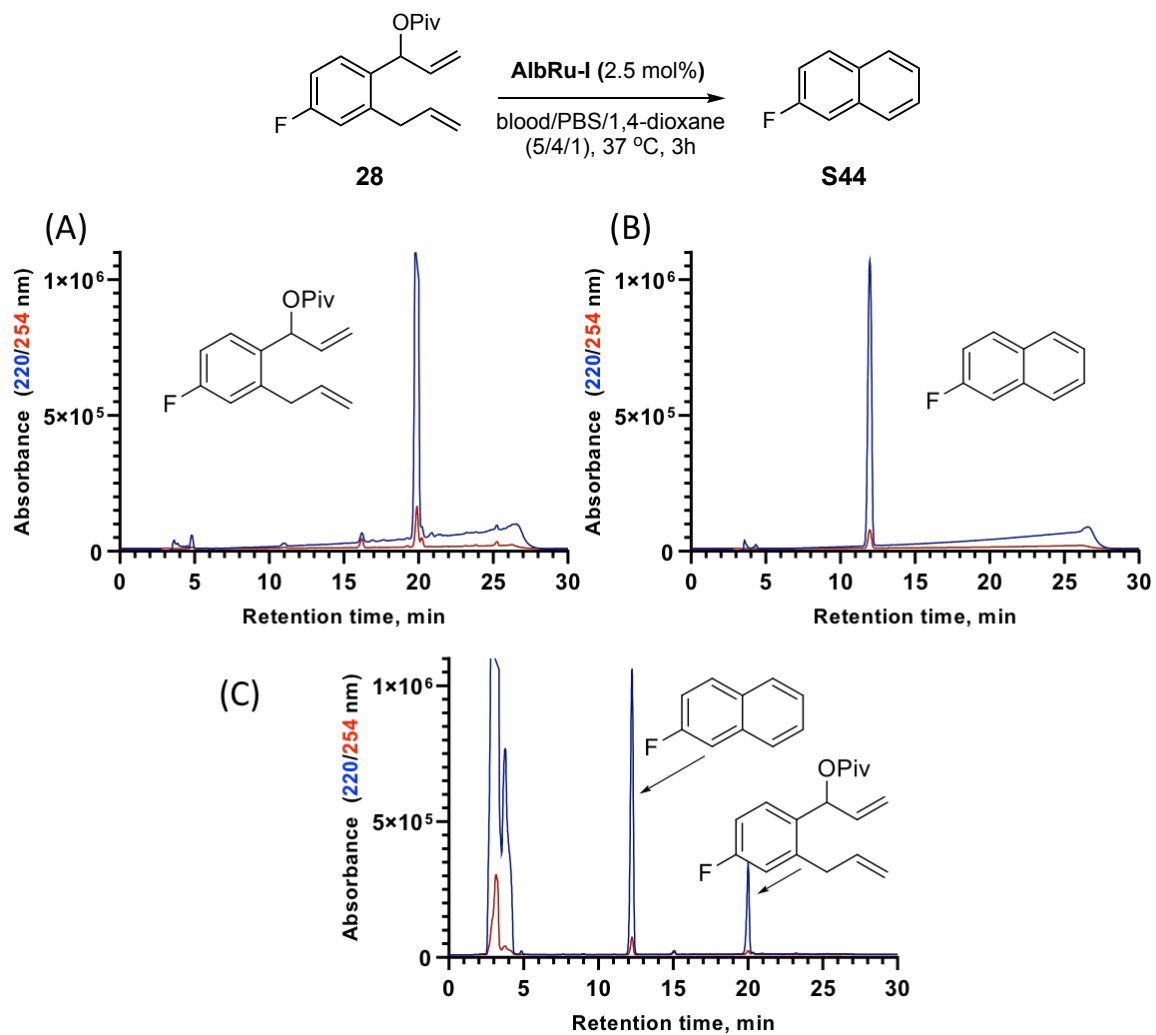 OPiv
F
28
AlbRu-I (2.5 mol%)
blood/PBS/1,4-dioxane
(5/4/1), 37 °C, 3h
F
S44
(A)
Absorbance (220/254 nm)
1×10⁶
5×10⁵
0
OPiv
F
0 5 10 15 20 25 30
Retention time, min
(B)
Absorbance (220/254 nm)
1×10⁶
5×10⁵
0
F
0 5 10 15 20 25 30
Retention time, min
(C)
Absorbance (220/254 nm)
1×10⁶
5×10⁵
0
F
OPiv
F
0 5 10 15 20 25 30
Retention time, min